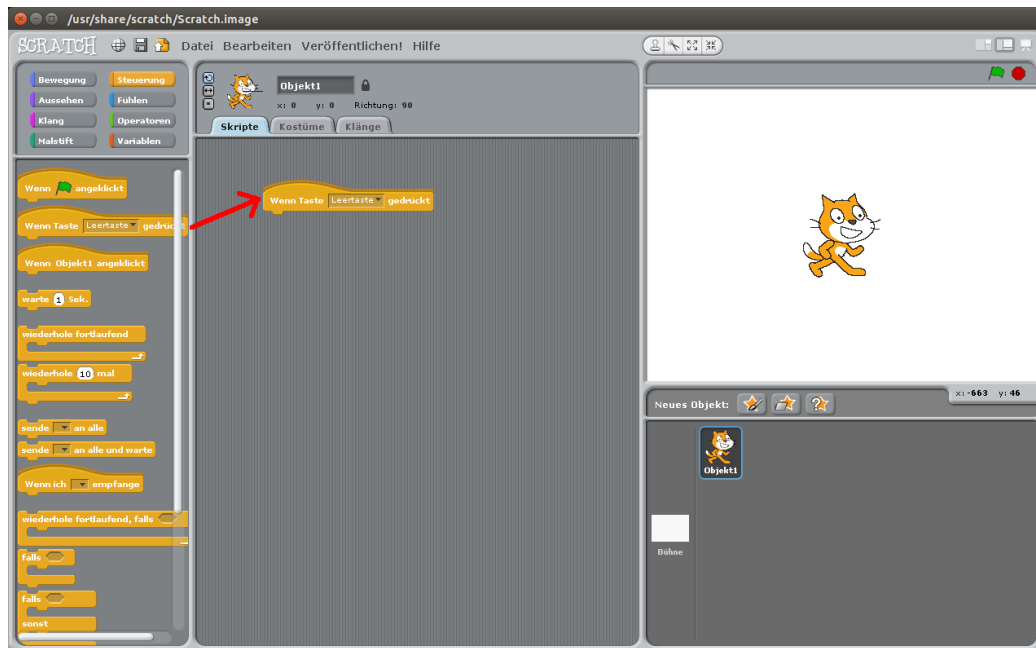 /usr/share/scratch/Scratch.image
SCRATCH Datei Bearbeiten Veröffentlichen! Hilfe
Bewegung Steuerung
Aussehen Fühlen
Klang Operatoren
Malstift Variablen
Wenn angeklickt
Wenn Taste Leertaste gedrückt
Wenn Objekt1 angeklickt
warte 1 Sek.
wiederhole fortlaufend
wiederhole 10 mal
sende an alle
sende an alle und warte
Wenn ich empfange
wiederhole fortlaufend, falls
falls
falls
sonst
Objekt1
x: 0 y: 0 Richtung: 90
Skripte Kostüme Klänge
Wenn Taste Leertaste gedrückt
x: -663 y: 46
Neues Objekt:
Objekt1
Bühne